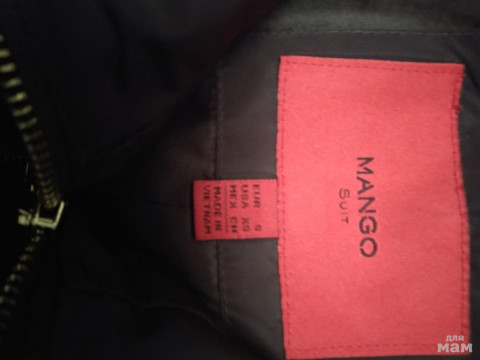 MANGO
SUIT
EUR S
USA XS
MEX CH
MADE IN
VIETNAM
для
мам